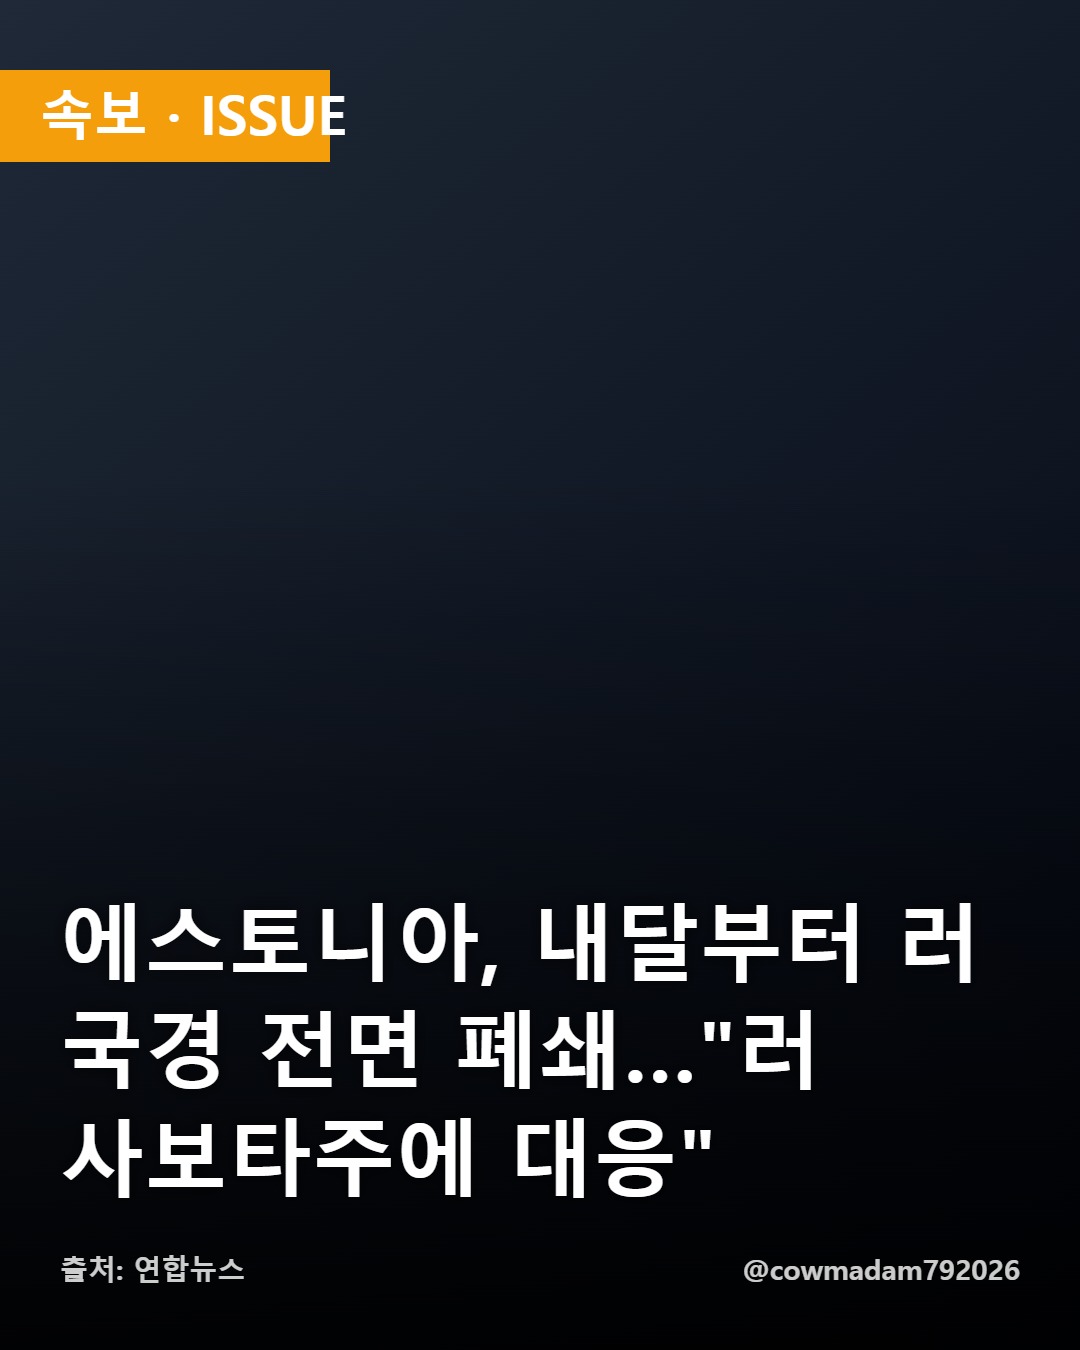 속보 · ISSUE
에스토니아, 내달부터 러
국경 전면 폐쇄..."러
사보타주에 대응"
출처: 연합뉴스
@cowmadam792026